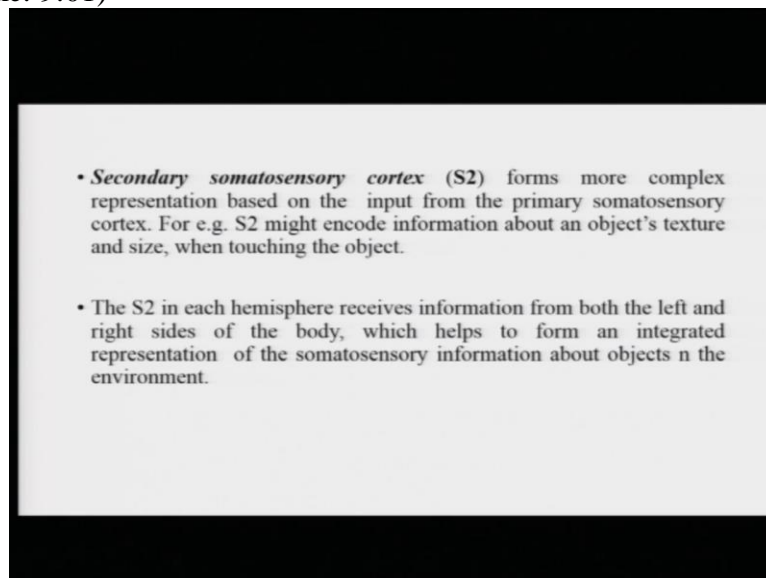 • Secondary somatosensory cortex (S2) forms more complex
representation based on the input from the primary somatosensory
cortex. For e.g. S2 might encode information about an object's texture
and size, when touching the object.
• The S2 in each hemisphere receives information from both the left and
right sides of the body, which helps to form an integrated
representation of the somatosensory information about objects n the
environment.